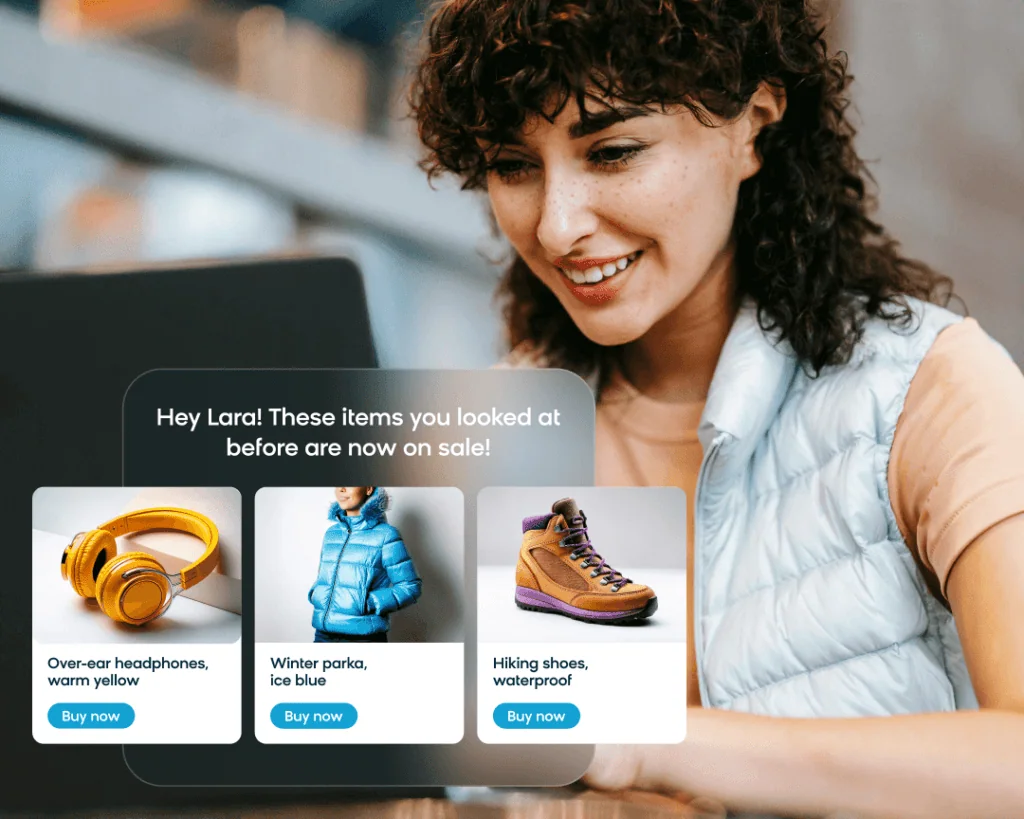 Hey Lara! These items you looked at
before are now on sale!
Over-ear headphones,
warm yellow
Buy now
Winter parka,
ice blue
Buy now
Hiking shoes,
waterproof
Buy now